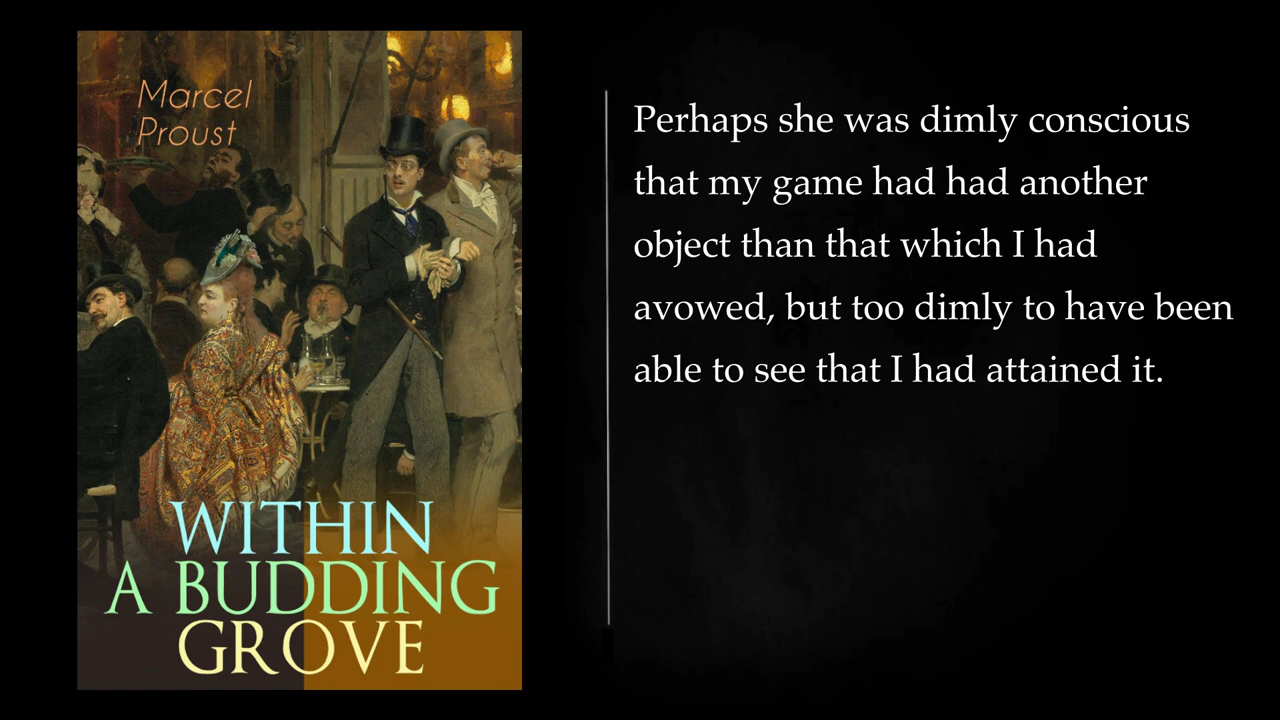 Marcel
Proust
WITHIN
A BUDDING
GROVE
Perhaps she was dimly conscious
that my game had had another
object than that which I had
avowed, but too dimly to have been
able to see that I had attained it.